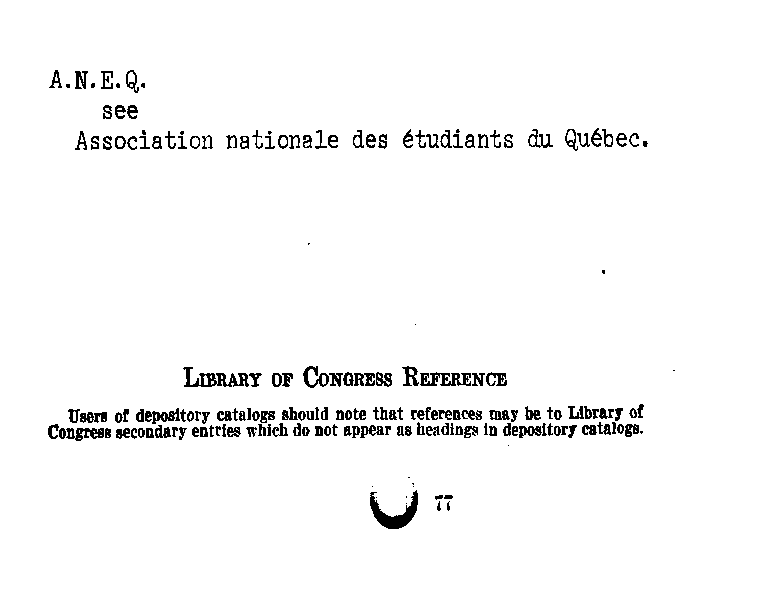 A.N.E.Q.
see
Association nationale des étudiants du Québec.
LIBRARY OF CONGRESS REFERENCE
Users of depository catalogs should note that references may be to Library of
Congress secondary entries which do not appear as headings in depository catalogs.
77